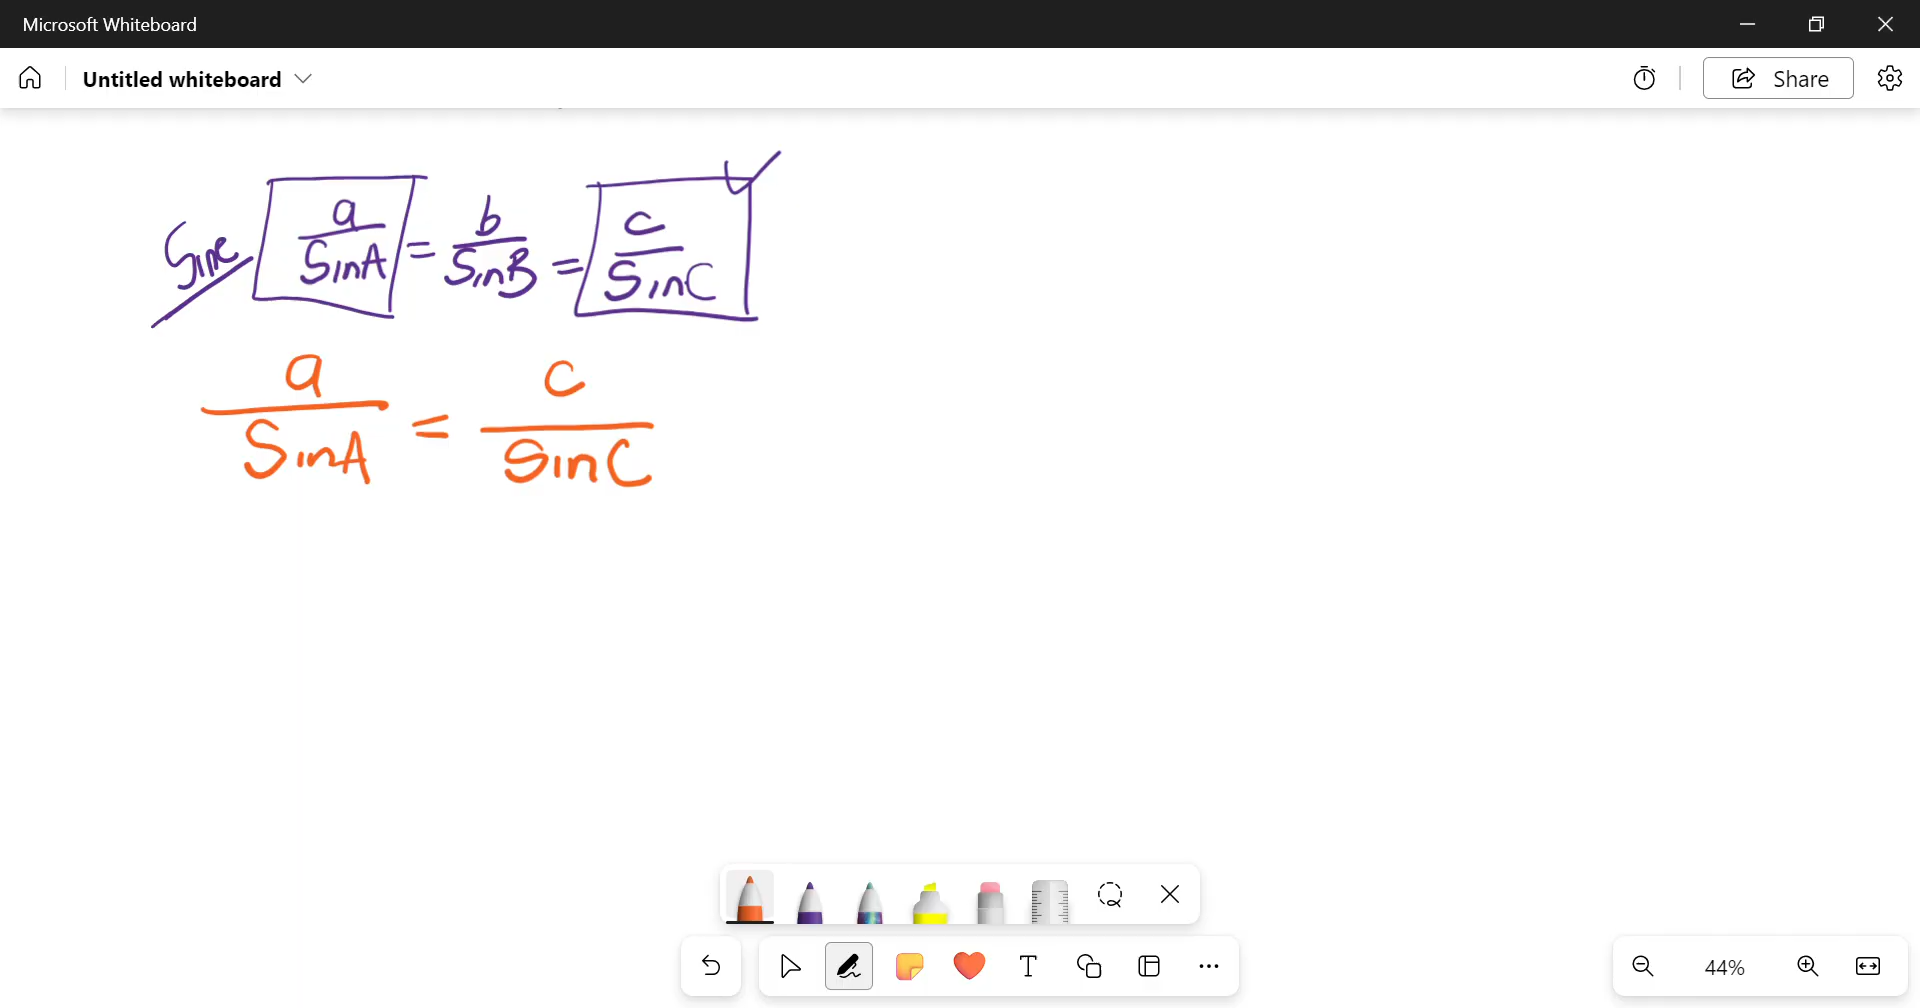 Microsoft Whiteboard
Untitled whiteboard
Share
Sine a/SinA = b/SinB = c/SinC
a/SinA = c/SinC
T
44%